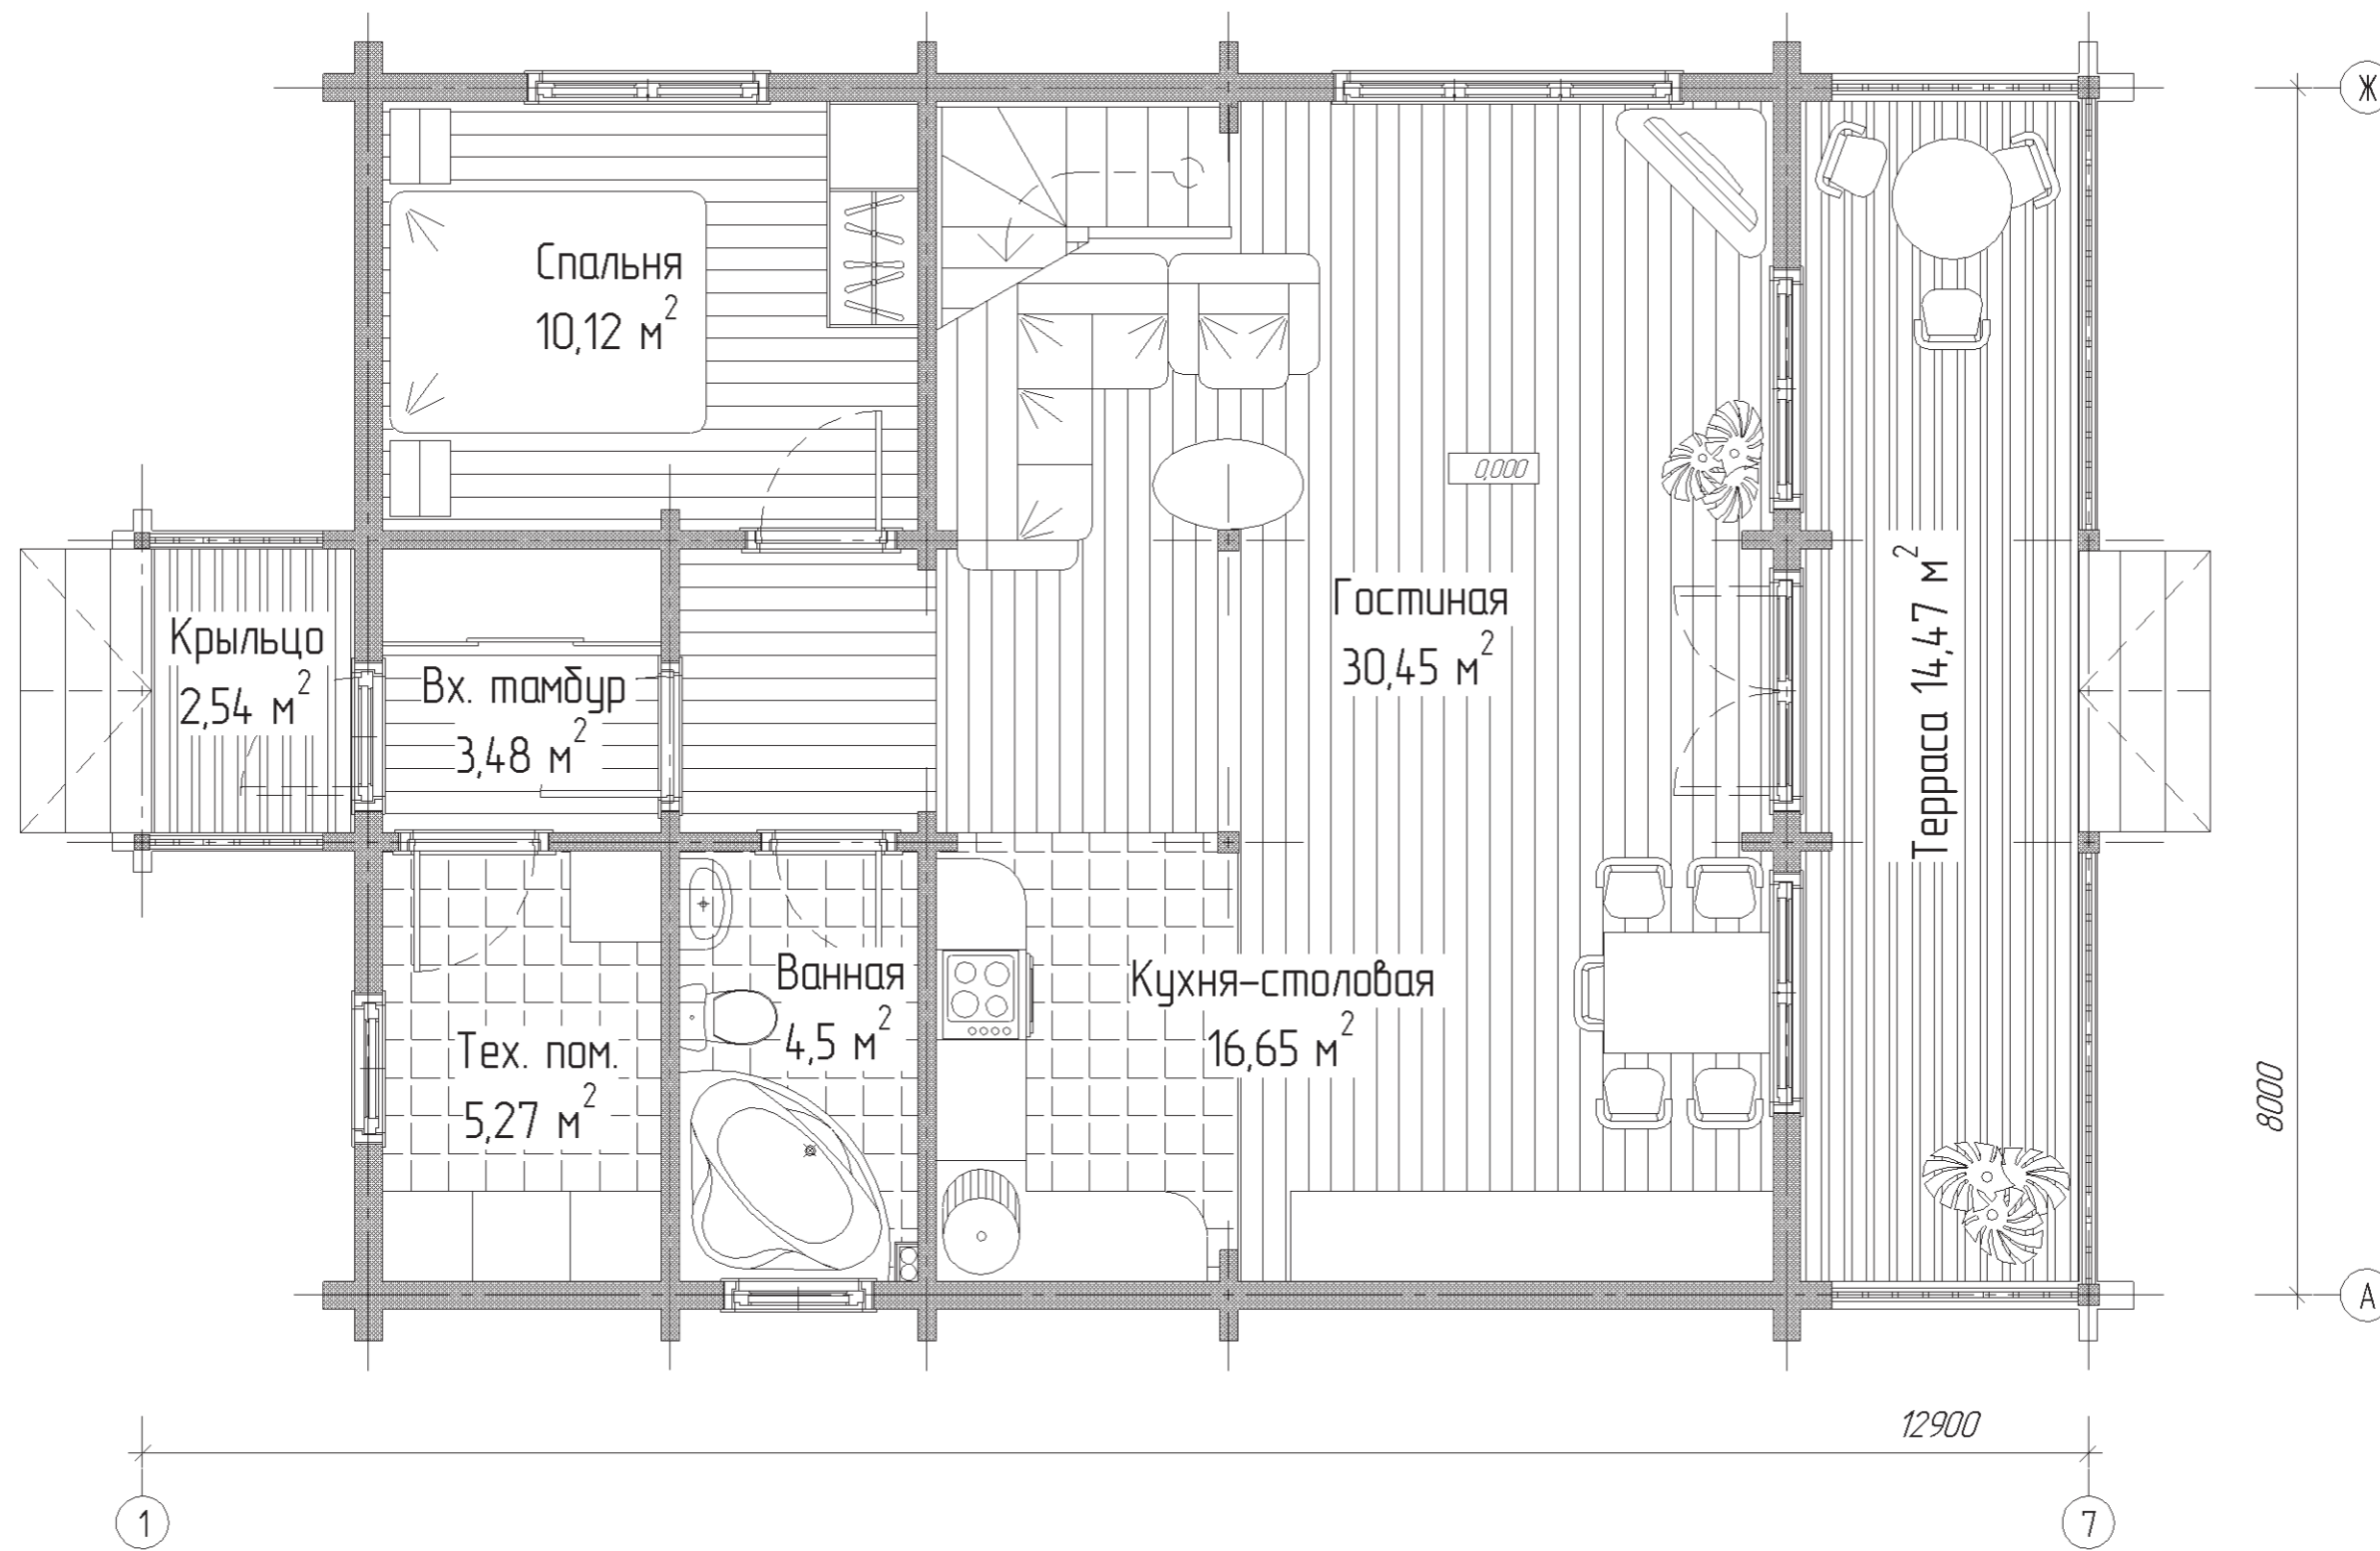 Ж
Спальня
10,12 м²
0,000
Крыльцо
2,54 м²
Вх. тамбур
3,48 м²
Гостиная
30,45 м²
Терраса 14,47 м²
Ванная
4,5 м²
Кухня-столовая
16,65 м²
Тех. пом.
5,27 м²
8000
А
12900
1
7